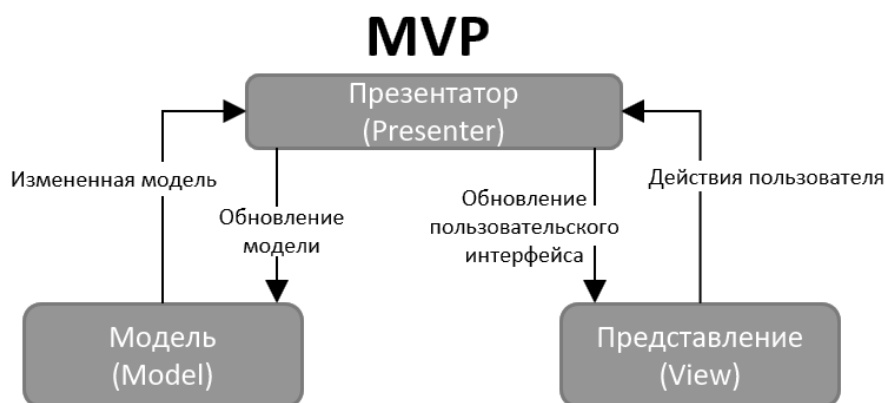 MVP
Презентатор
(Presenter)
Измененная модель
Обновление
модели
Обновление
пользовательского
интерфейса
Действия пользователя
Модель
(Model)
Представление
(View)